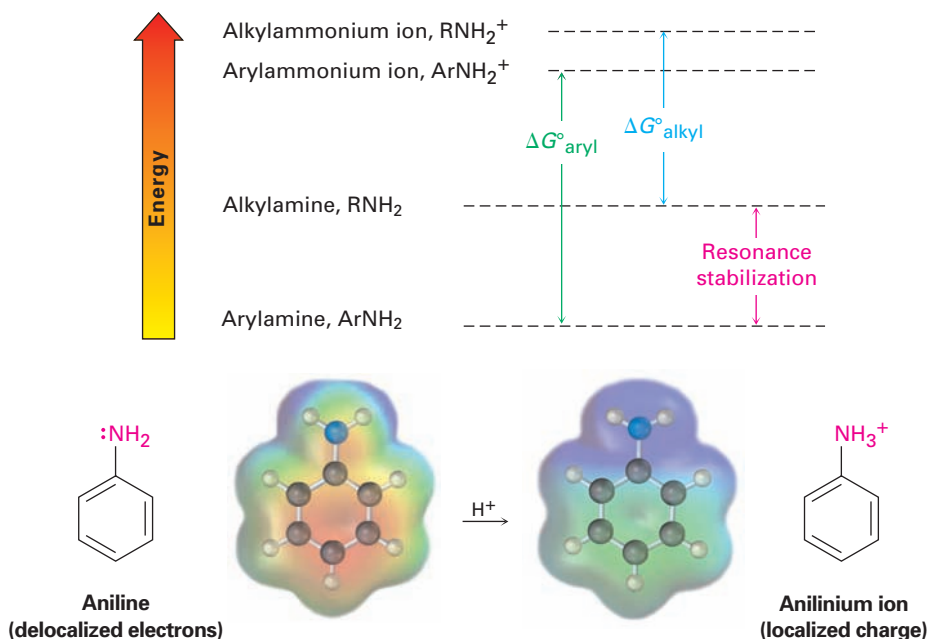 Alkylammonium ion, RNH₂⁺
Arylammonium ion, ArNH₂⁺
ΔG°aryl
ΔG°alkyl
Energy
Alkylamine, RNH₂
Resonance
stabilization
Arylamine, ArNH₂
:NH₂
H⁺
NH₃⁺
Aniline
(delocalized electrons)
Anilinium ion
(localized charge)